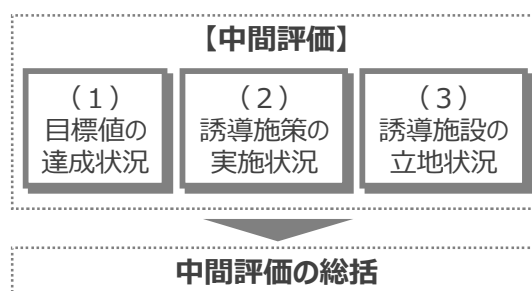 【中間評価】
（１）
目標値の
達成状況
（２）
誘導施策の
実施状況
（３）
誘導施設の
立地状況
中間評価の総括